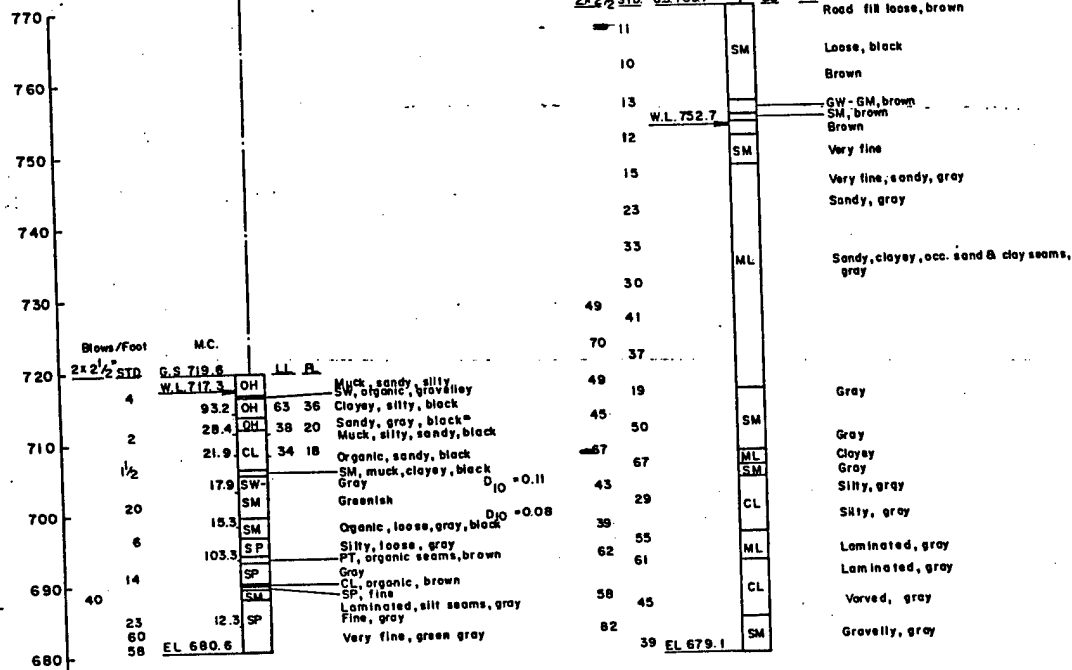 770
760
750
740
730
720
710
700
690
680
Blows/Foot M.C.
2x2½" STD. G.S. 719.6 LL PL
W.L. 717.3 OH Muck, sandy, silty
SW, organic, gravelley
4
93.2 OH 63 36 Clayey, silty, black
28.4 OH 38 20 Sandy, gray, black
2 Muck, silty, sandy, black
21.9 CL 34 18 Organic, sandy, black
1½ SM, muck, clayey, black
17.9 SW- Gray D10 = 0.11
SM Greenish
20 D10 = 0.08
15.3 SM Organic, loose, gray, black
6 SP Silty, loose, gray
103.3 PT, organic seams, brown
SP Gray
14 CL, organic, brown
SP, fine
40 SM Laminated, silt seams, gray
23 12.3 SP Fine, gray
60 Very fine, green gray
58 EL 680.6
2x2½ STD.
Road fill loose, brown
11
SM Loose, black
10
Brown
13 GW-GM, brown
W.L. 752.7 SM, brown
Brown
12
SM Very fine
15 Very fine, sandy, gray
Sandy, gray
23
33
ML Sandy, clayey, occ. sand & clay seams,
gray
30
49
41
70
37
49 19 Gray
45 50 SM
Gray
67 ML Clayey
67 SM Gray
43 Silty, gray
29 CL Silty, gray
39
55 ML Laminated, gray
62 61 Laminated, gray
58 CL
45 Varved, gray
82 SM Gravelly, gray
39 EL 679.1